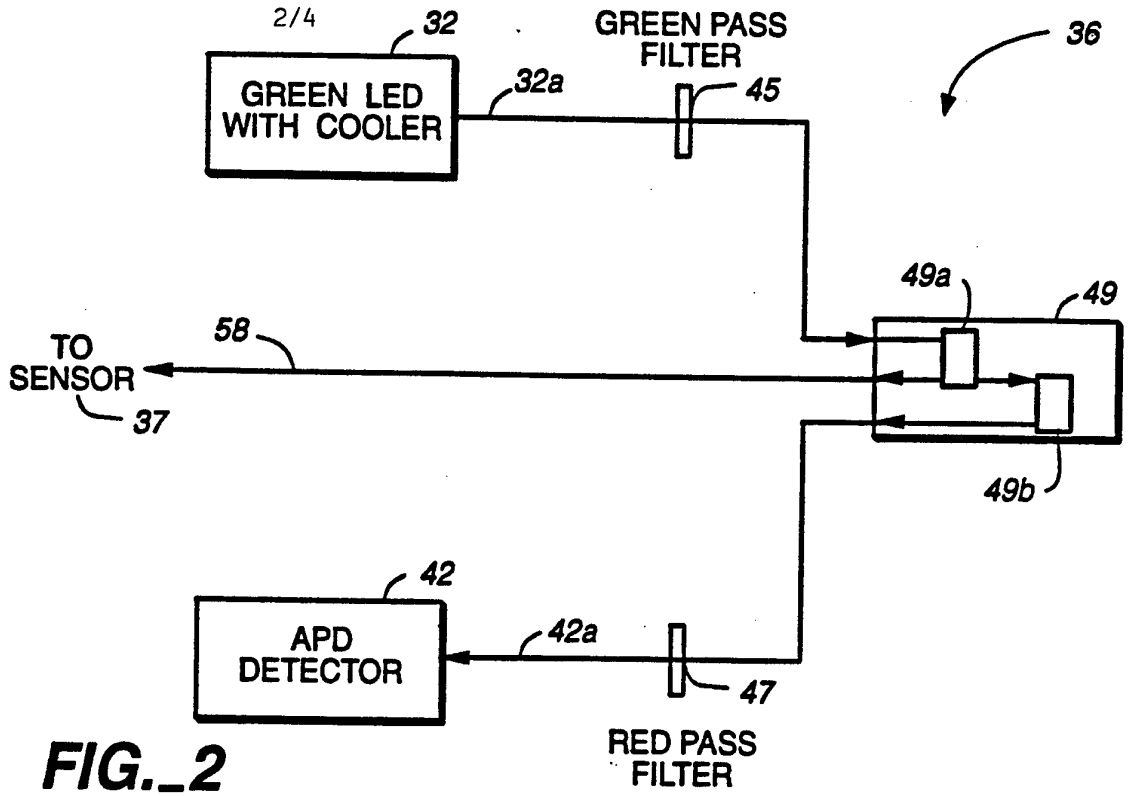 2/4
32
GREEN PASS
FILTER
36
GREEN LED
WITH COOLER
32a
45
49a
49
58
TO
SENSOR
37
49b
42
APD
DETECTOR
42a
47
RED PASS
FILTER
FIG._2